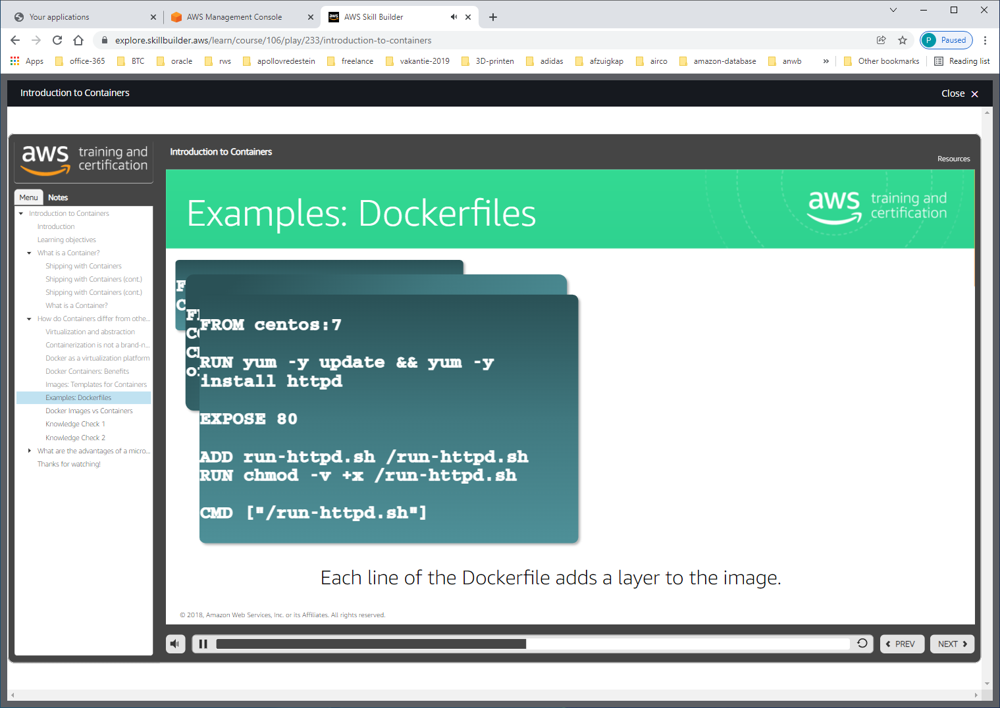 Your applications
AWS Management Console
aws
AWS Skill Builder
explore.skillbuilder.aws/learn/course/106/play/233/introduction-to-containers
P
Paused
Apps
office-365
BTC
oracle
rws
apollovredestein
freelance
vakantie-2019
3D-printen
adidas
afzuigkap
airco
amazon-database
anwb
»
Other bookmarks
Reading list
Introduction to Containers
Close
aws training and certification
Introduction to Containers
Resources
Menu
Notes
Introduction to Containers
Introduction
Learning objectives
What is a Container?
Shipping with Containers
Shipping with Containers (cont.)
Shipping with Containers (cont.)
What is a Container?
How do Containers differ from othe...
Virtualization and abstraction
Containerization is not a brand-n...
Docker as a virtualization platform
Docker Containers: Benefits
Images: Templates for Containers
Examples: Dockerfiles
Docker Images vs Containers
Knowledge Check 1
Knowledge Check 2
What are the advantages of a micro...
Thanks for watching!
Examples: Dockerfiles
aws training and certification
FROM centos:7
RUN yum -y update && yum -y
install httpd
EXPOSE 80
ADD run-httpd.sh /run-httpd.sh
RUN chmod -v +x /run-httpd.sh
CMD ["/run-httpd.sh"]
Each line of the Dockerfile adds a layer to the image.
© 2018, Amazon Web Services, Inc. or its Affiliates. All rights reserved.
PREV
NEXT